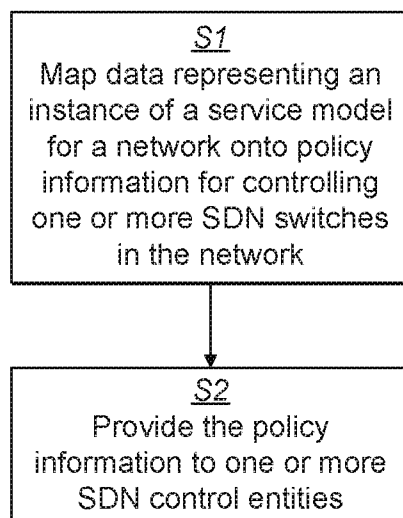 S1
Map data representing an
instance of a service model
for a network onto policy
information for controlling
one or more SDN switches
in the network
S2
Provide the policy
information to one or more
SDN control entities